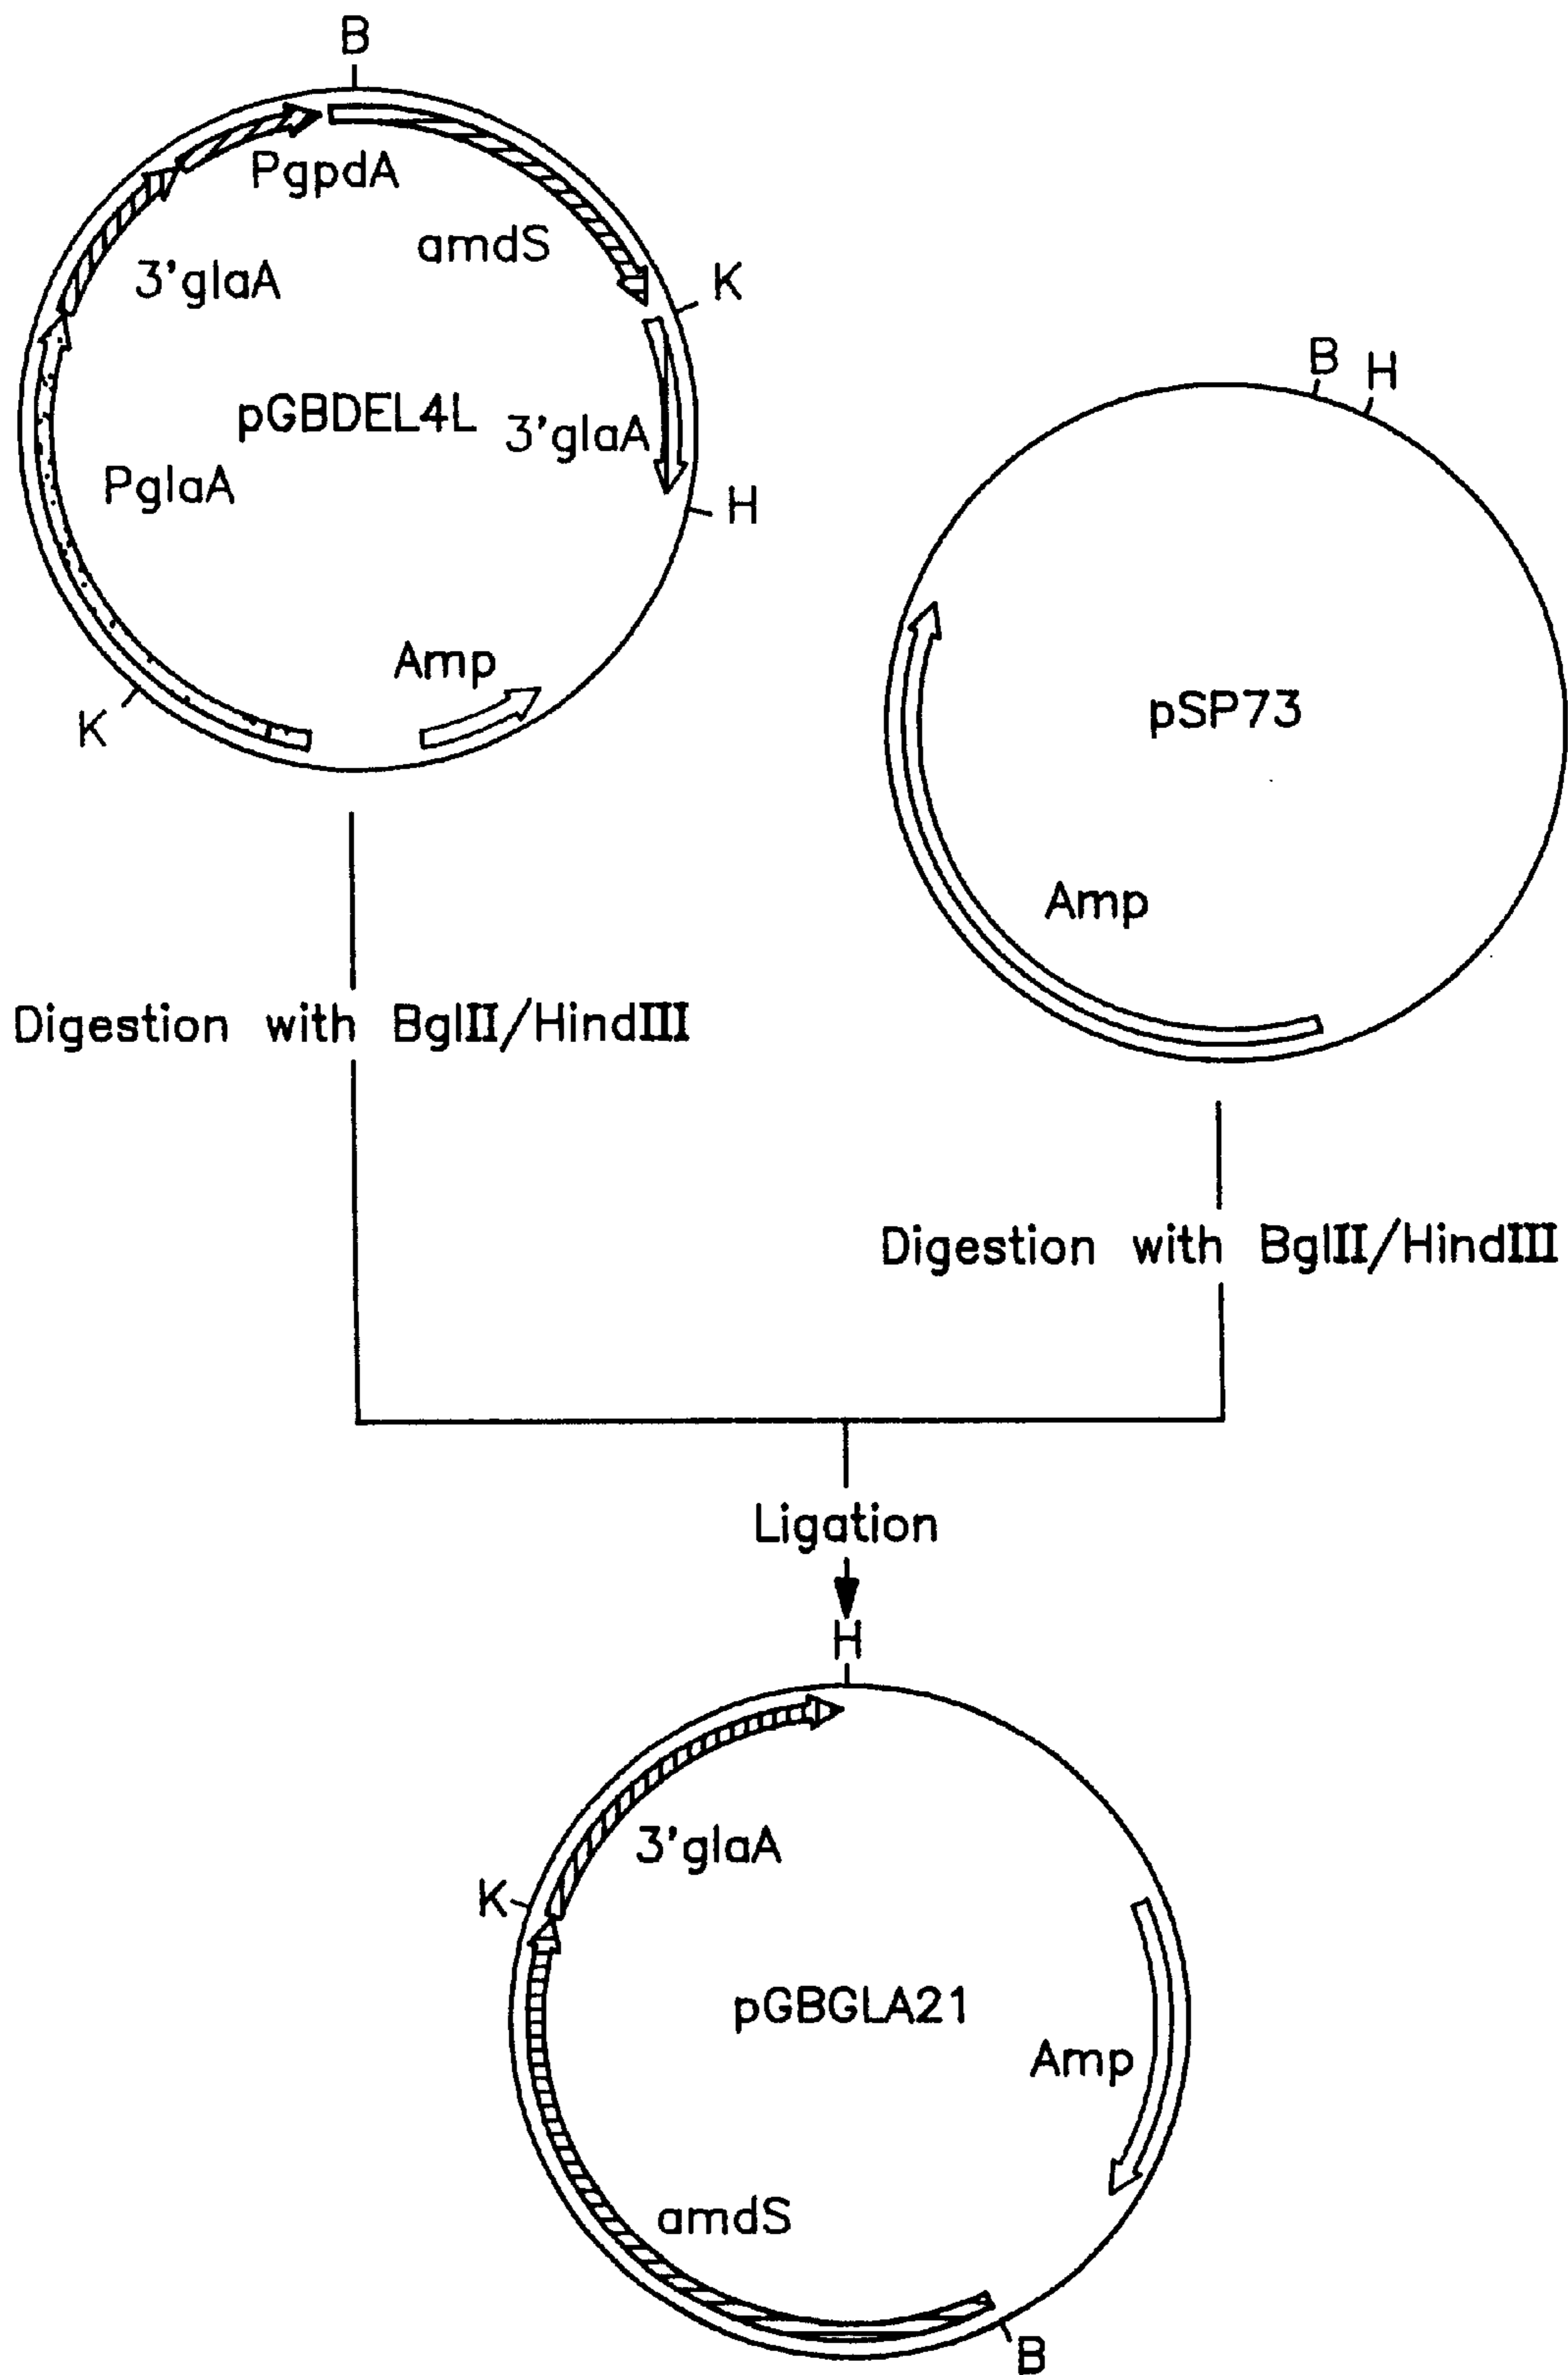 B
PgpdA
amdS
3'glaA
K
pGBDEL4L
3'glaA
PglaA
H
Amp
K
B
H
pSP73
Amp
Digestion with BglII/HindIII
Digestion with BglII/HindIII
Ligation
H
3'glaA
K
pGBGLA21
Amp
amdS
B